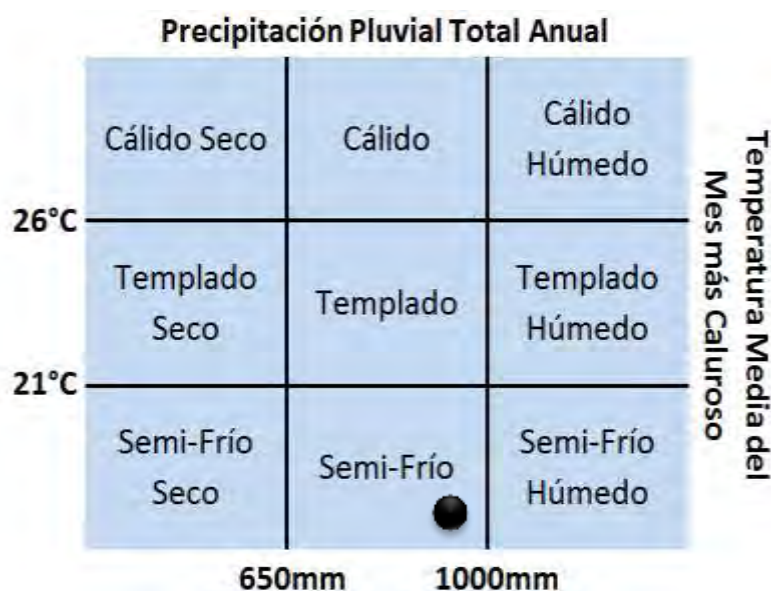 Precipitación Pluvial Total Anual
Cálido Seco
Cálido
Cálido
Húmedo
26°C
Templado
Seco
Templado
Templado
Húmedo
21°C
Semi-Frío
Seco
Semi-Frío
Semi-Frío
Húmedo
650mm
1000mm
Temperatura Media del
Mes más Caluroso